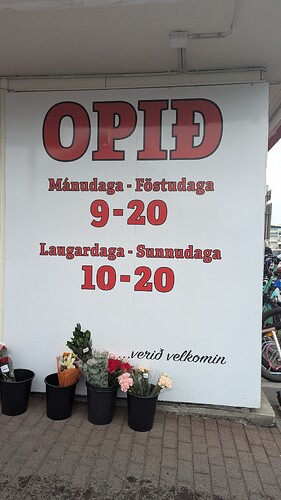 OPIÐ
Mánudaga - Föstudaga
9-20
Laugardaga - Sunnudaga
10-20
...verið velkomin